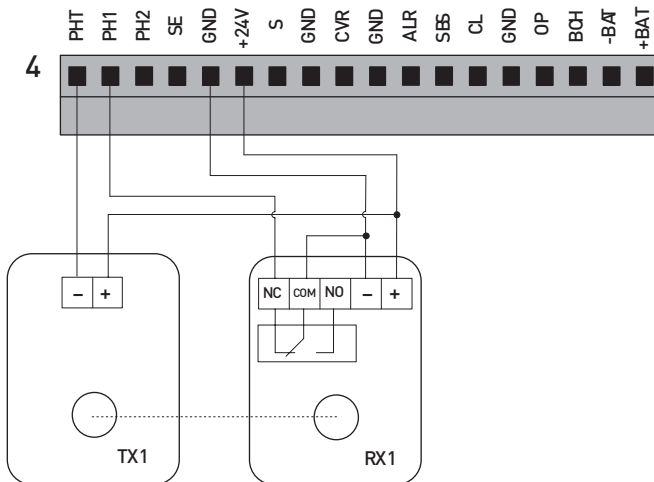 PHT PH1 PH2 SE GND +24V S GND CVR GND ALR SBS CL GND OP BCH -BAT +BAT
4
- +
NC COM NO - +
TX1
RX1